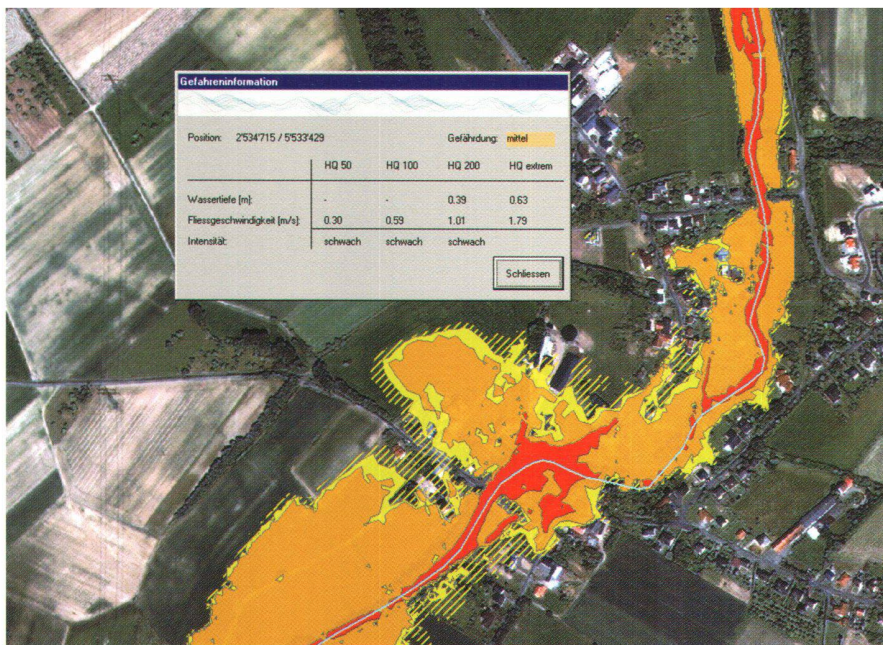 Gefahreninformation
Position: 2'534'715 / 5'533'429 Gefährdung: mittel
HQ 50 HQ 100 HQ 200 HQ extrem
Wassertiefe [m]: - - 0.39 0.63
Fliessgeschwindigkeit [m/s]: 0.30 0.59 1.01 1.79
Intensität: schwach schwach schwach
Schliessen